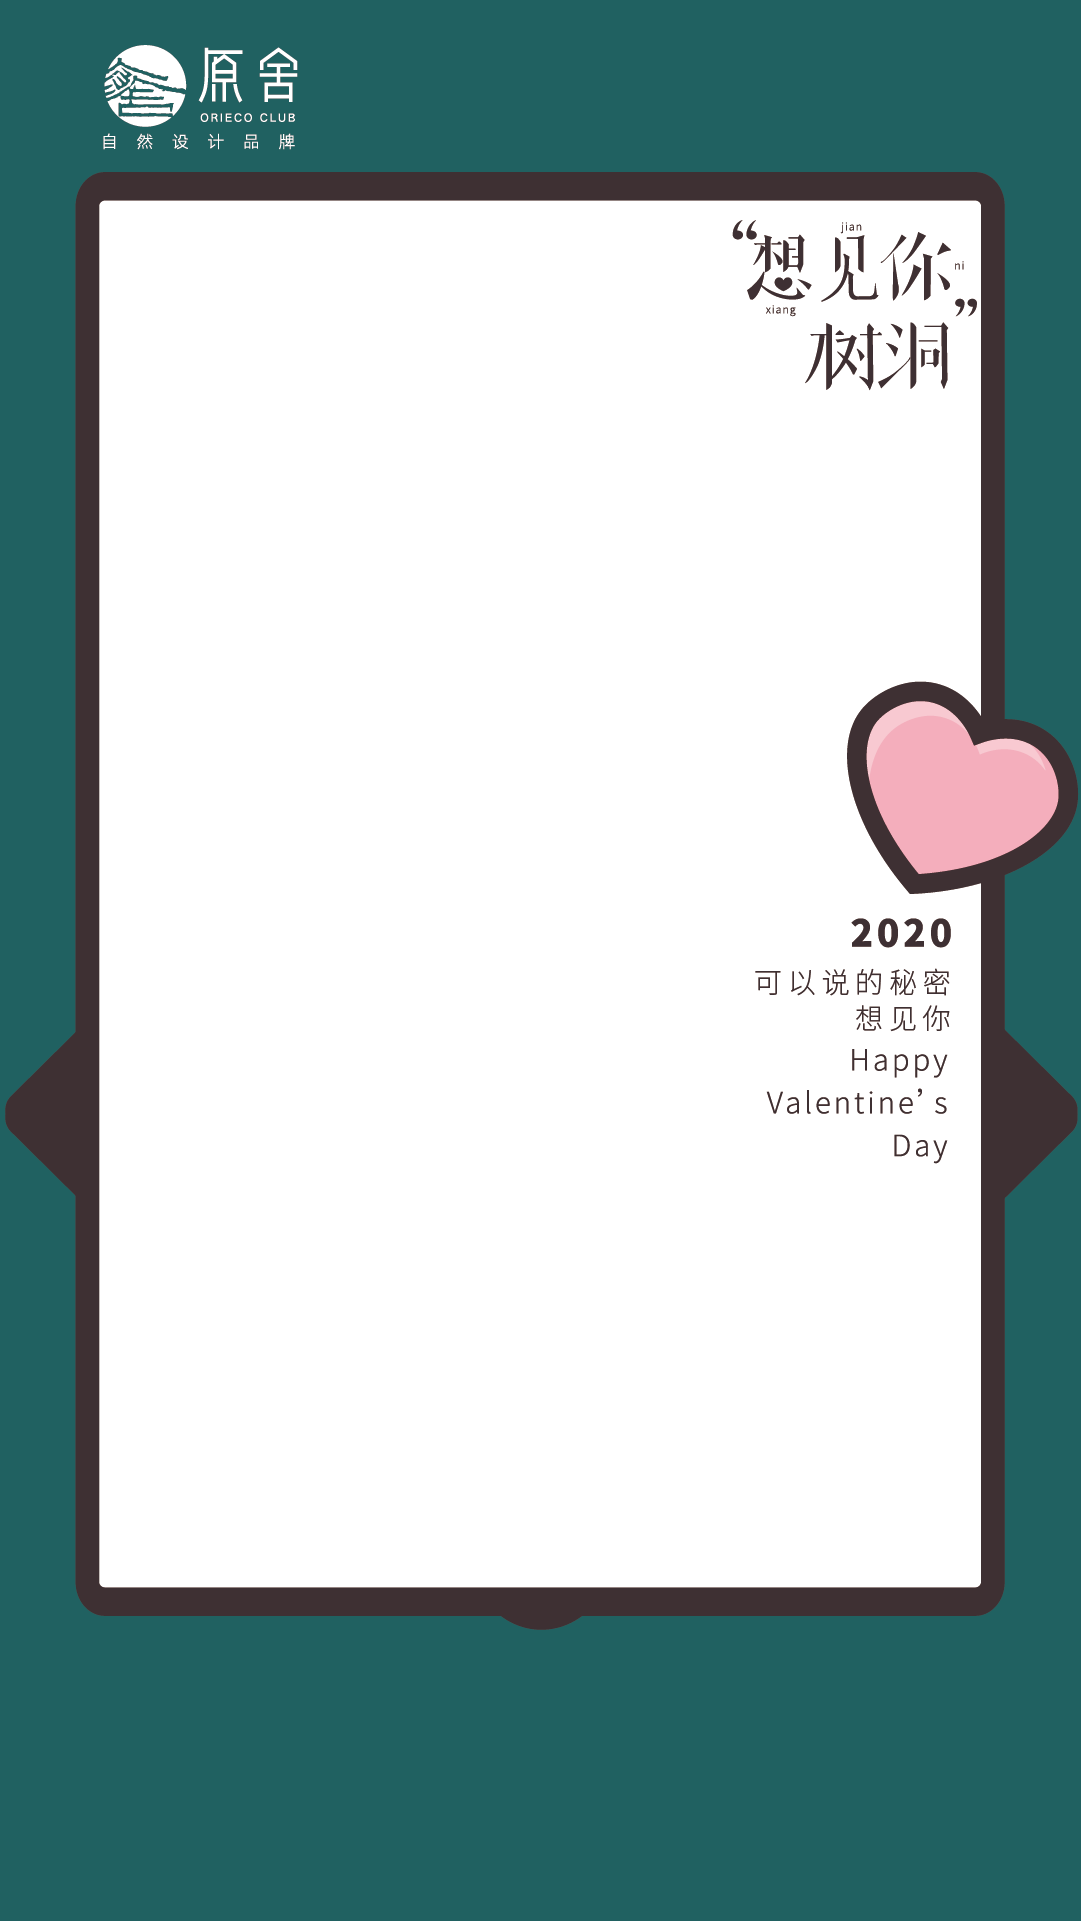 原舍
ORIECO CLUB
自然设计品牌
jian
“想见你
ni
xiang
”
树洞
2020
可以说的秘密
想见你
Happy
Valentine’s
Day